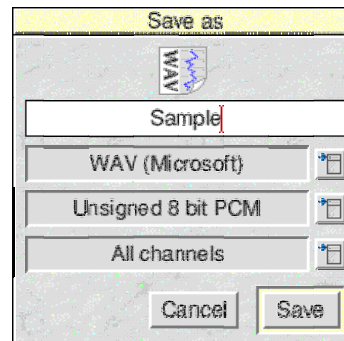 Save as
WAV
Sample
WAV (Microsoft)
Unsigned 8 bit PCM
All channels
Cancel Save